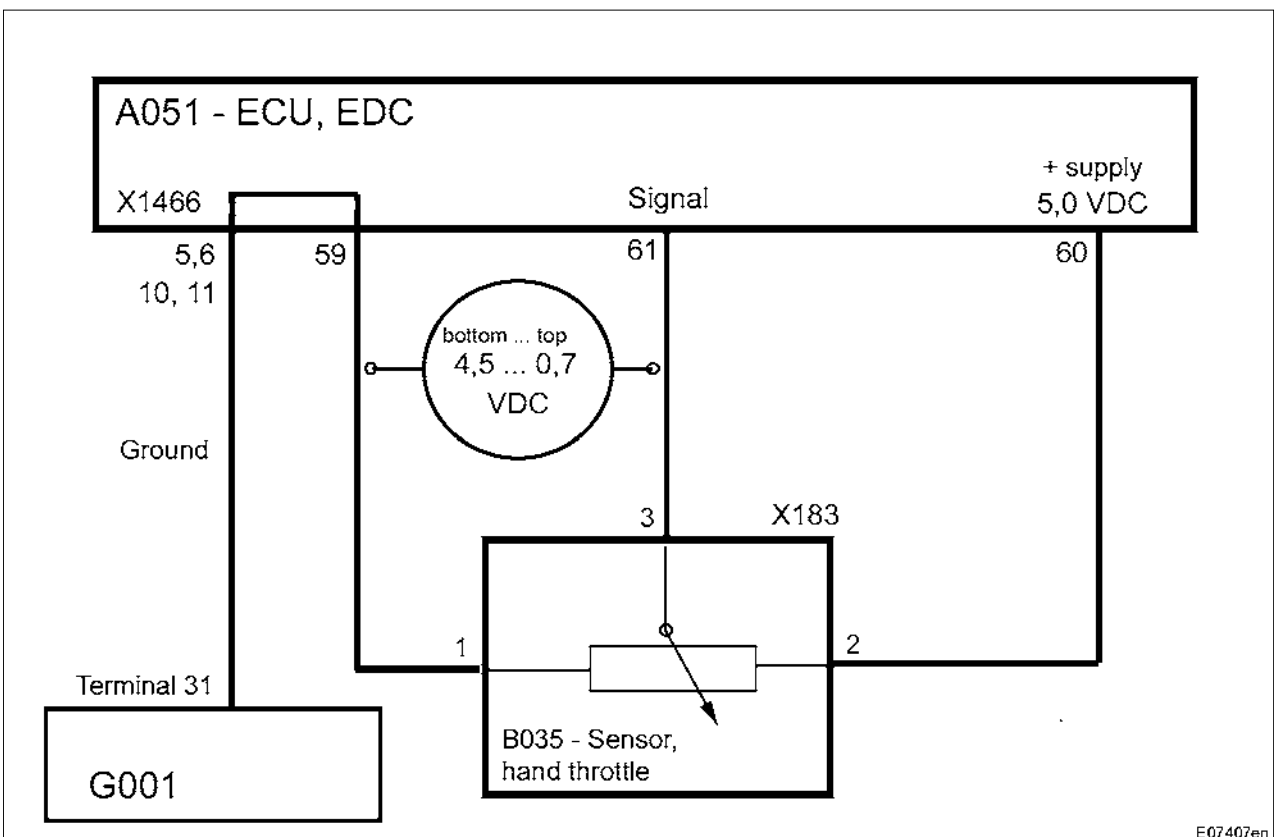 A051 - ECU, EDC
+ supply
X1466
Signal
5,0 VDC
5,6
59
61
60
10, 11
bottom ... top
4,5 ... 0,7
VDC
Ground
3
X183
1
2
Terminal 31
B035 - Sensor,
hand throttle
G001
E07407en